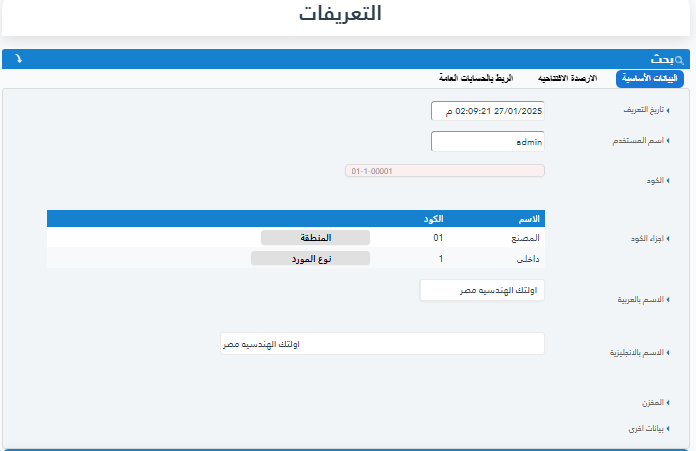 التعريفات
بحث
البيانات الأساسية الارصدة الافتتاحيه الربط بالحسابات العامة
تاريخ التعريف 27/01/2025 02:09:21 م
اسم المستخدم admin
الكود 01-1-00001
الاسم الكود
اجزاء الكود
المصنع 01 المنطقة
داخلى 1 نوع المورد
الاسم بالعربية اولتك الهندسيه مصر
الاسم بالانجليزية اولتك الهندسيه مصر
المخزن
بيانات اخرى